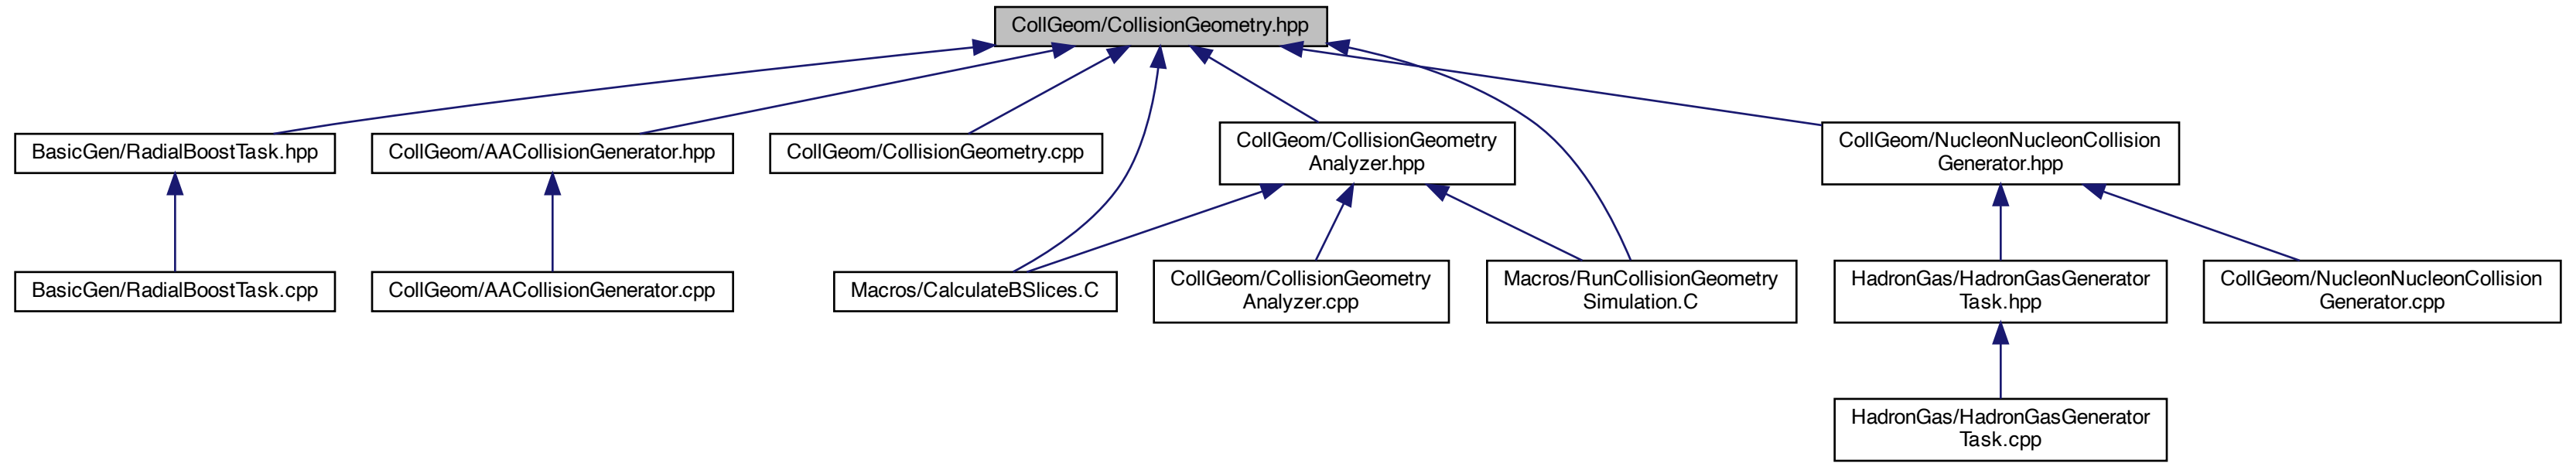 CollGeom/CollisionGeometry.hpp
BasicGen/RadialBoostTask.hpp
CollGeom/AACollisionGenerator.hpp
CollGeom/CollisionGeometry.cpp
CollGeom/CollisionGeometry
Analyzer.hpp
CollGeom/NucleonNucleonCollision
Generator.hpp
BasicGen/RadialBoostTask.cpp
CollGeom/AACollisionGenerator.cpp
Macros/CalculateBSlices.C
CollGeom/CollisionGeometry
Analyzer.cpp
Macros/RunCollisionGeometry
Simulation.C
HadronGas/HadronGasGenerator
Task.hpp
CollGeom/NucleonNucleonCollision
Generator.cpp
HadronGas/HadronGasGenerator
Task.cpp